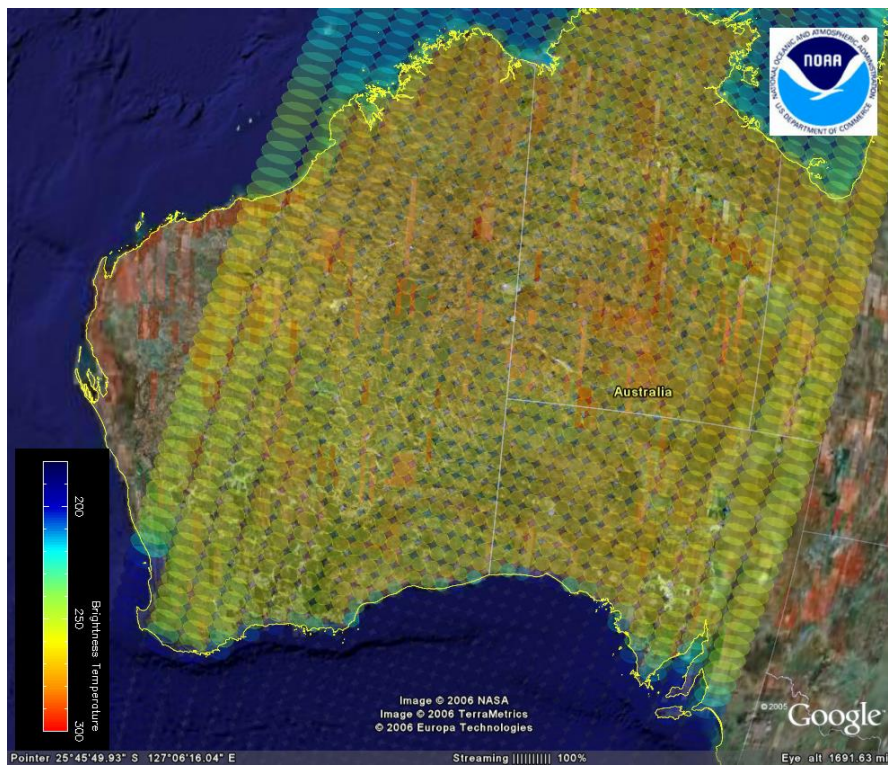 NATIONAL OCEANIC AND ATMOSPHERIC ADMINISTRATION
NOAA
U.S. DEPARTMENT OF COMMERCE
Australia
200
250
300
Brightness Temperature
Image © 2006 NASA
Image © 2006 TerraMetrics
© 2006 Europa Technologies
© 2005 Google
Pointer 25°45'49.93" S 127°06'16.04" E
Streaming |||||||||| 100%
Eye alt 1691.63 mi